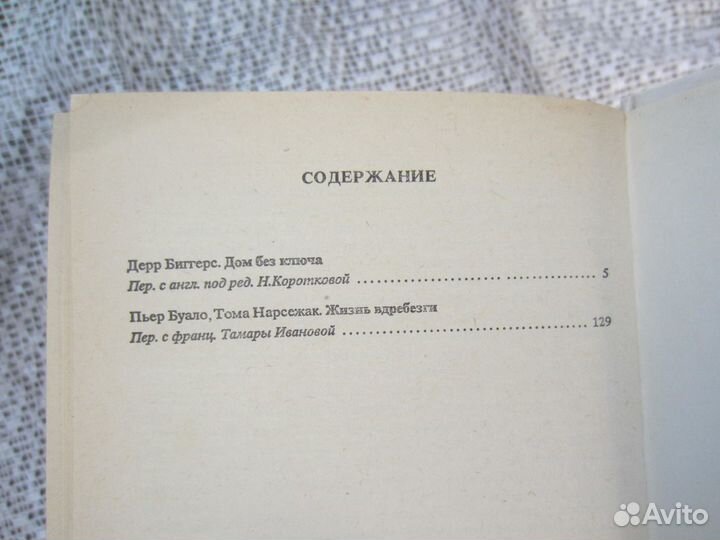 СОДЕРЖАНИЕ
Дерр Биггерс. Дом без ключа
Пер. с англ. под ред. Н.Коротковой ........................................ 5
Пьер Буало, Тома Нарсежак. Жизнь вдребезги
Пер. с франц. Тамары Ивановой ........................................ 129
Avito